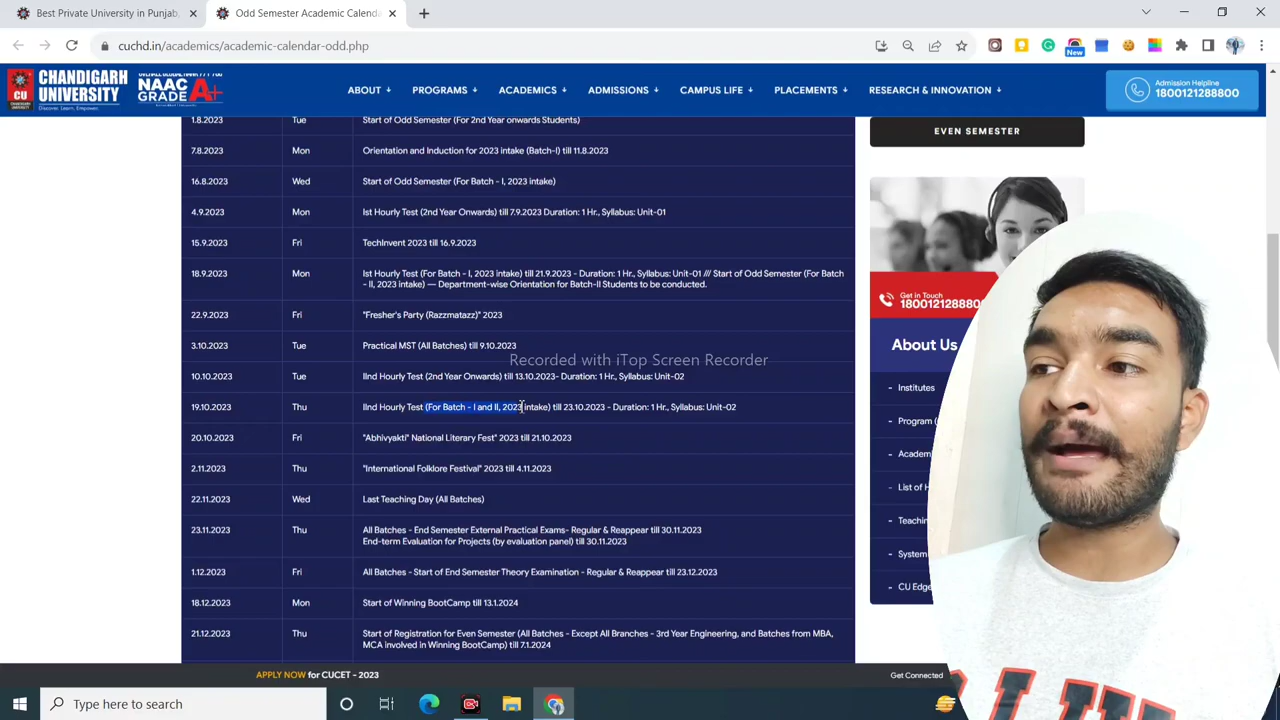 Best Private University in Punjab,
Odd Semester Academic Calenda
cuchd.in/academics/academic-calendar-odd.php
New
CHANDIGARH
UNIVERSITY
Discover. Learn. Empower.
NAAC
GRADE A+
ABOUT
PROGRAMS
ACADEMICS
ADMISSIONS
CAMPUS LIFE
PLACEMENTS
RESEARCH & INNOVATION
Admission Helpline
1800121288800
1.8.2023 Tue Start of Odd Semester (For 2nd Year onwards Students)
7.8.2023 Mon Orientation and Induction for 2023 intake (Batch-I) till 11.8.2023
16.8.2023 Wed Start of Odd Semester (For Batch - I, 2023 intake)
4.9.2023 Mon Ist Hourly Test (2nd Year Onwards) till 7.9.2023 Duration: 1 Hr., Syllabus: Unit-01
15.9.2023 Fri TechInvent 2023 till 16.9.2023
18.9.2023 Mon Ist Hourly Test (For Batch - I, 2023 intake) till 21.9.2023 - Duration: 1 Hr., Syllabus: Unit-01 /// Start of Odd Semester (For Batch
- II, 2023 intake) — Department-wise Orientation for Batch-II Students to be conducted.
22.9.2023 Fri "Fresher's Party (Razzmatazz)" 2023
3.10.2023 Tue Practical MST (All Batches) till 9.10.2023
Recorded with iTop Screen Recorder
10.10.2023 Tue IInd Hourly Test (2nd Year Onwards) till 13.10.2023- Duration: 1 Hr., Syllabus: Unit-02
19.10.2023 Thu IInd Hourly Test (For Batch - I and II, 2023 intake) till 23.10.2023 - Duration: 1 Hr., Syllabus: Unit-02
20.10.2023 Fri "Abhivyakti" National Literary Fest" 2023 till 21.10.2023
2.11.2023 Thu "International Folklore Festival" 2023 till 4.11.2023
22.11.2023 Wed Last Teaching Day (All Batches)
23.11.2023 Thu All Batches - End Semester External Practical Exams- Regular & Reappear till 30.11.2023
End-term Evaluation for Projects (by evaluation panel) till 30.11.2023
1.12.2023 Fri All Batches - Start of End Semester Theory Examination - Regular & Reappear till 23.12.2023
18.12.2023 Mon Start of Winning BootCamp till 13.1.2024
21.12.2023 Thu Start of Registration for Even Semester (All Batches - Except All Branches - 3rd Year Engineering, and Batches from MBA,
MCA involved in Winning BootCamp) till 7.1.2024
EVEN SEMESTER
Get in Touch
180012128880
About Us
- Institutes
- Program (
- Academ
- List of H
- Teachin
- System
- CU Edge
APPLY NOW for CUCET - 2023
Get Connected
Type here to search